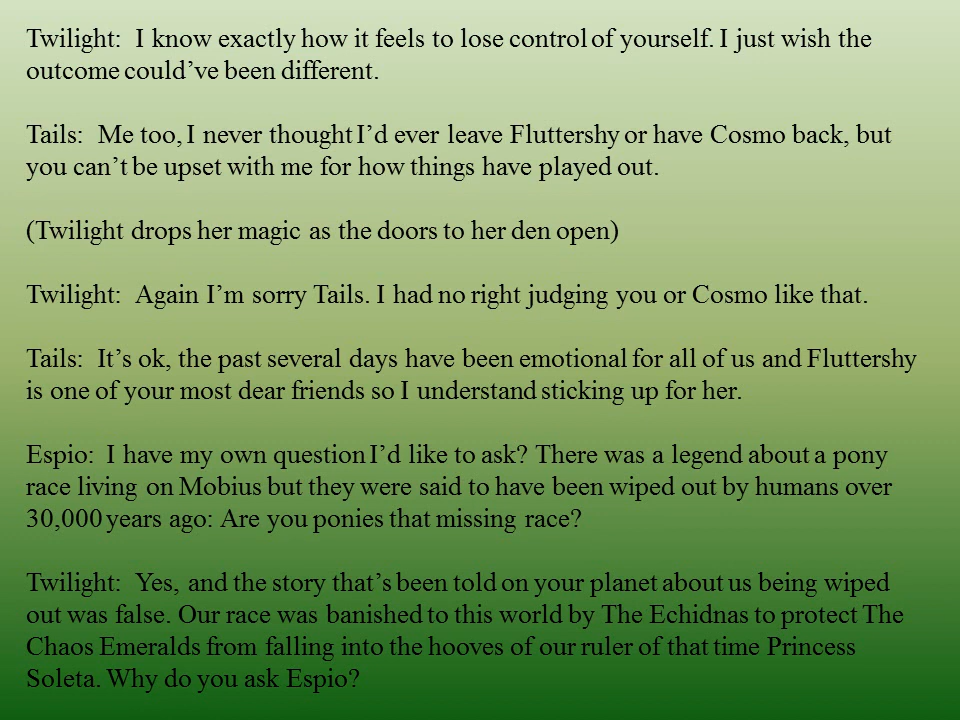 Twilight:  I know exactly how it feels to lose control of yourself. I just wish the
outcome could’ve been different.
Tails:  Me too, I never thought I’d ever leave Fluttershy or have Cosmo back, but
you can’t be upset with me for how things have played out.
(Twilight drops her magic as the doors to her den open)
Twilight:  Again I’m sorry Tails. I had no right judging you or Cosmo like that.
Tails:  It’s ok, the past several days have been emotional for all of us and Fluttershy
is one of your most dear friends so I understand sticking up for her.
Espio:  I have my own question I’d like to ask? There was a legend about a pony
race living on Mobius but they were said to have been wiped out by humans over
30,000 years ago: Are you ponies that missing race?
Twilight:  Yes, and the story that’s been told on your planet about us being wiped
out was false. Our race was banished to this world by The Echidnas to protect The
Chaos Emeralds from falling into the hooves of our ruler of that time Princess
Soleta. Why do you ask Espio?